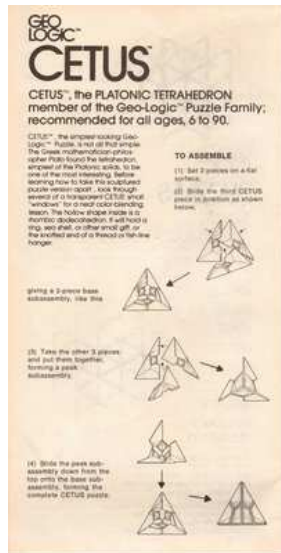 GEO
LOGIC™
CETUS™
CETUS™, the PLATONIC TETRAHEDRON
member of the Geo-Logic™ Puzzle Family;
recommended for all ages, 6 to 90.
CETUS™, the simplest looking Geo-
Logic™ Puzzle, is not all that simple.
The Greek mathematician-philos-
opher Plato found the tetrahedron,
simplest of the Platonic solids, to be
one of the most interesting. Before
learning how to take this sculptured
puzzle version apart, look through
several of a transparent CETUS' small
"windows" for a neat color-blending
lesson. The hollow shape inside is a
rhombic dodecahedron. It will hold a
ring, sea shell, or other small gift, or
the knotted end of a thread or fish-line
hanger.
TO ASSEMBLE
(1) Set 2 pieces on a flat
surface;
(2) Slide the third CETUS
piece in position as shown
below,
giving a 3-piece base
subassembly, like this
(3) Take the other 3 pieces
and put them together,
forming a peak
subassembly.
(4) Slide the peak sub-
assembly down from the
top onto the base sub-
assembly, forming the
complete CETUS puzzle.